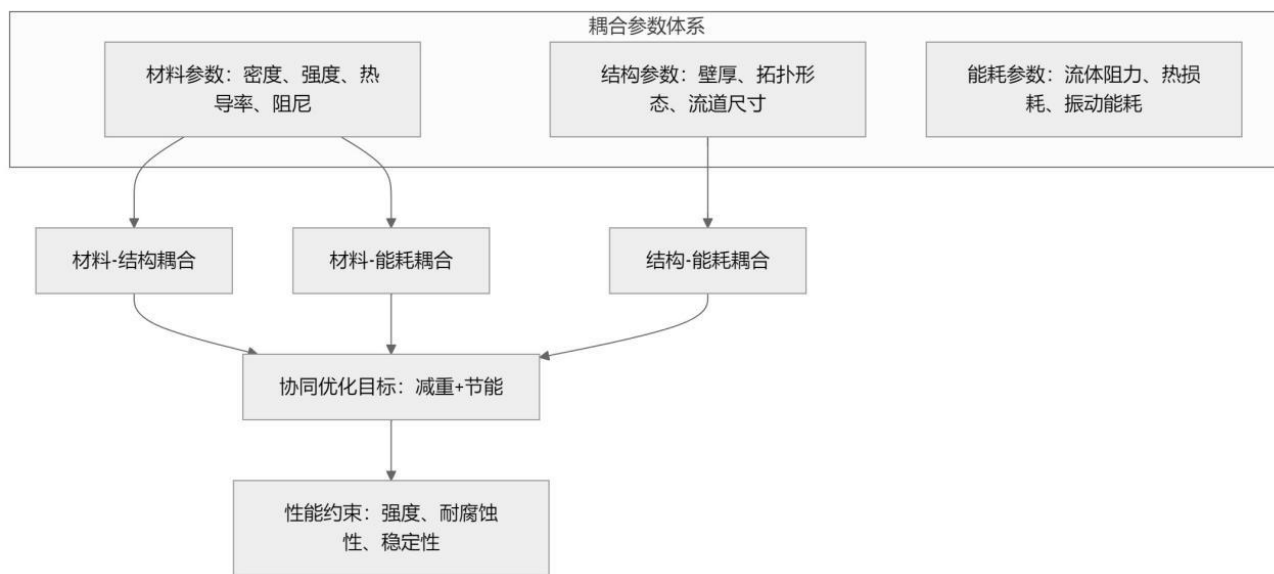 耦合参数体系
材料参数：密度、强度、热
导率、阻尼
结构参数：壁厚、拓扑形
态、流道尺寸
能耗参数：流体阻力、热损
耗、振动能耗
材料-结构耦合
材料-能耗耦合
结构-能耗耦合
协同优化目标：减重+节能
性能约束：强度、耐腐蚀
性、稳定性